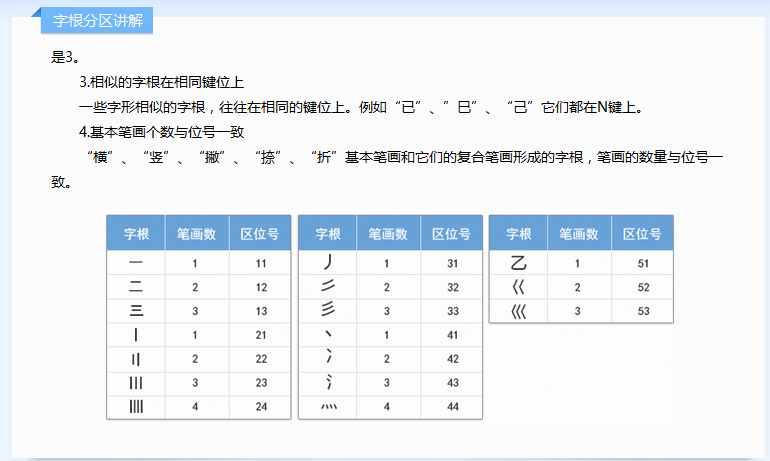 字根分区讲解
是3。
3.相似的字根在相同键位上
一些字形相似的字根，往往在相同的键位上。例如“已”、”巳”、“己”它们都在N键上。
4.基本笔画个数与位号一致
“横”、“竖”、“撇”、“捺”、“折”基本笔画和它们的复合笔画形成的字根，笔画的数量与位号一
致。
字根 笔画数 区位号 字根 笔画数 区位号 字根 笔画数 区位号
一 1 11 丿 1 31 乙 1 51
二 2 12 彡 2 32 巜 2 52
三 3 13 彡 3 33 巛 3 53
丨 1 21 丶 1 41
刂 2 22 冫 2 42
川 3 23 氵 3 43
4 24 灬 4 44